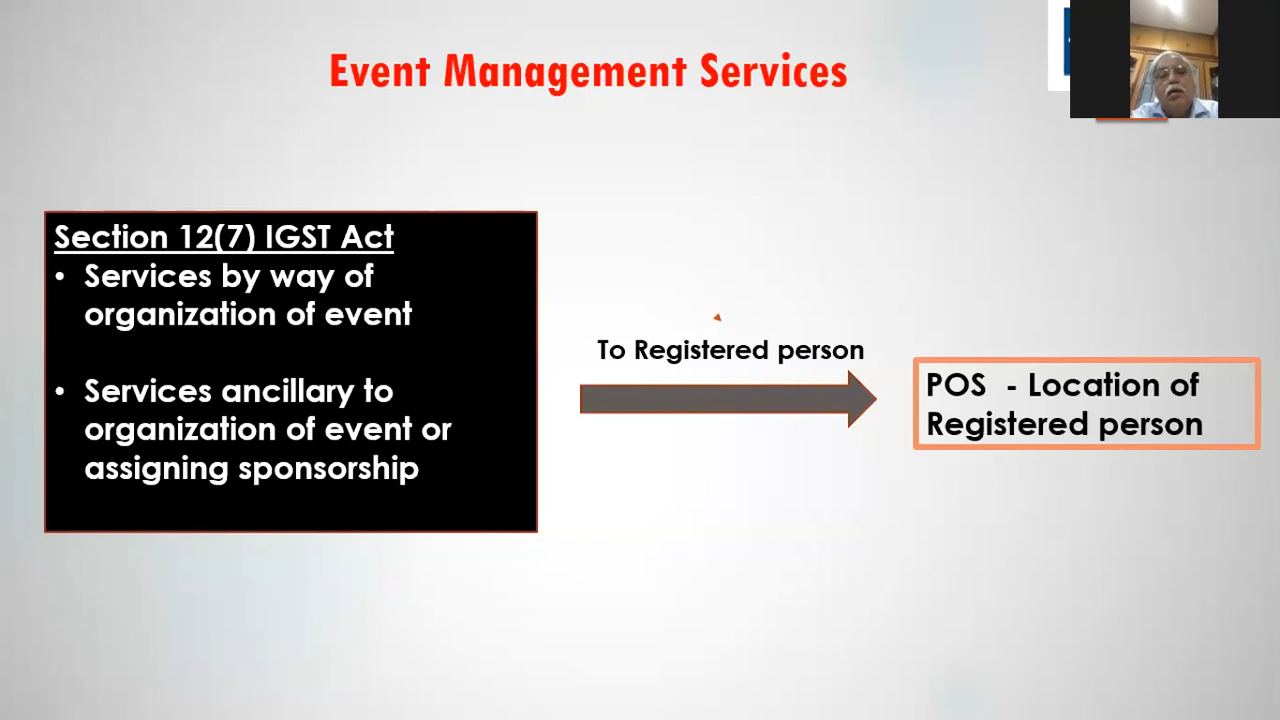 Event Management Services
Section 12(7) IGST Act
• Services by way of
organization of event
• Services ancillary to
organization of event or
assigning sponsorship
To Registered person
POS - Location of
Registered person